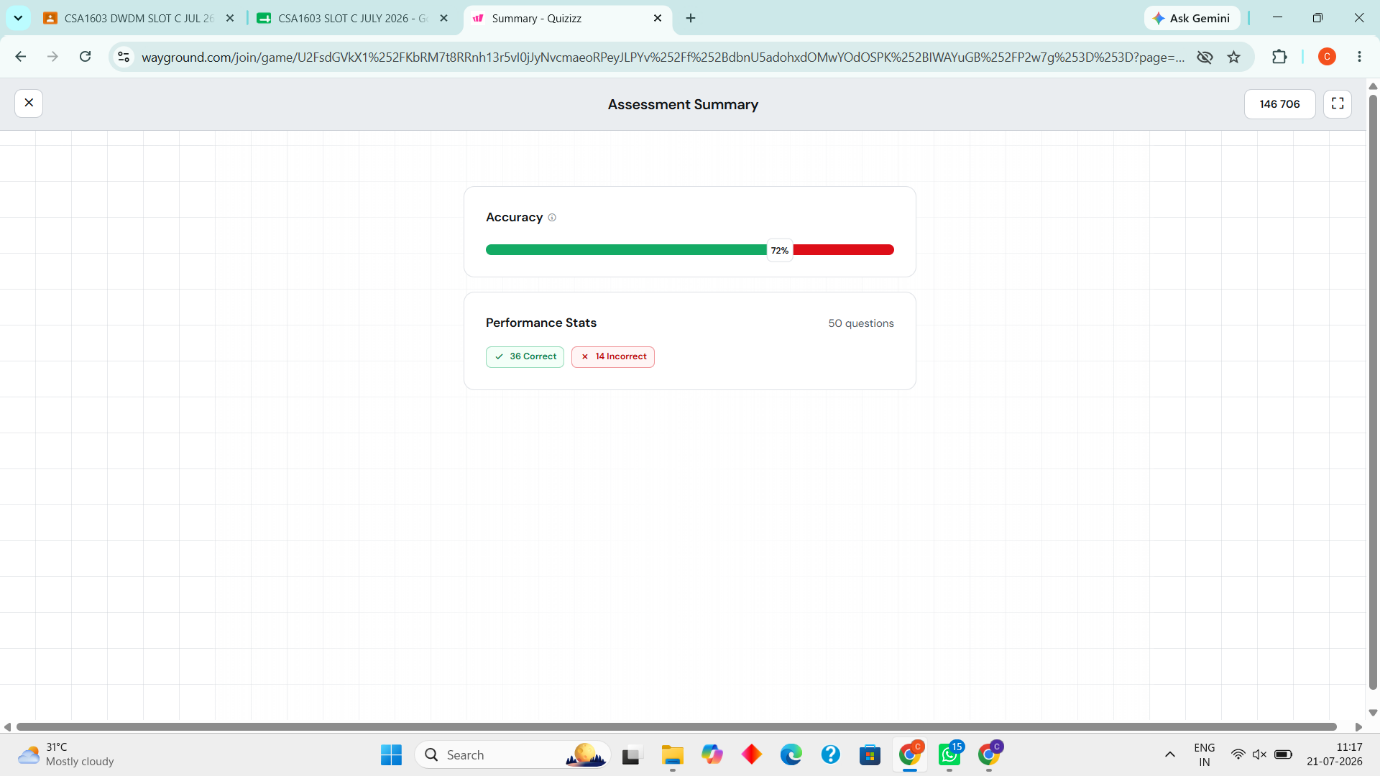 CSA1603 DWDM SLOT C JUL 26
CSA1603 SLOT C JULY 2026 - G
Summary - Quizizz
Ask Gemini
wayground.com/join/game/U2FsdGVkX1%252FKbRM7t8RRnh13r5vI0jJyNvcmaeoRPeyJLPYv%252Ff%252BdbnU5adohxdOMwYOdOSPK%252BIWAYuGB%252FP2w7g%253D%253D?page=...
C
Assessment Summary
146 706
Accuracy
72%
Performance Stats
50 questions
36 Correct
14 Incorrect
31°C
Mostly cloudy
Search
C
15
C
ENG
IN
11:17
21-07-2026